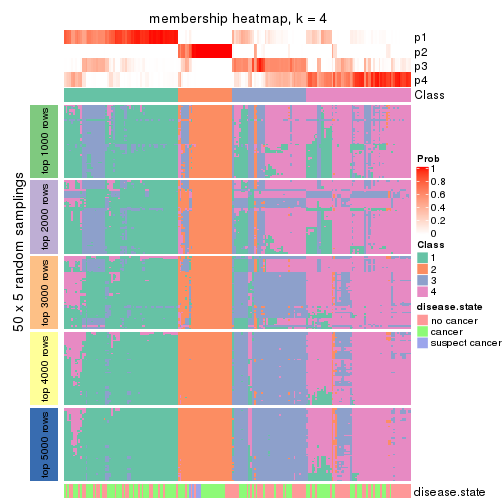 membership heatmap, k = 4
p1
p2
p3
p4
Class
50 x 5 random samplings
top 1000 rows
top 2000 rows
top 3000 rows
top 4000 rows
top 5000 rows
Prob
1
0.8
0.6
0.4
0.2
0
Class
1
2
3
4
disease.state
no cancer
cancer
suspect cancer
disease.state